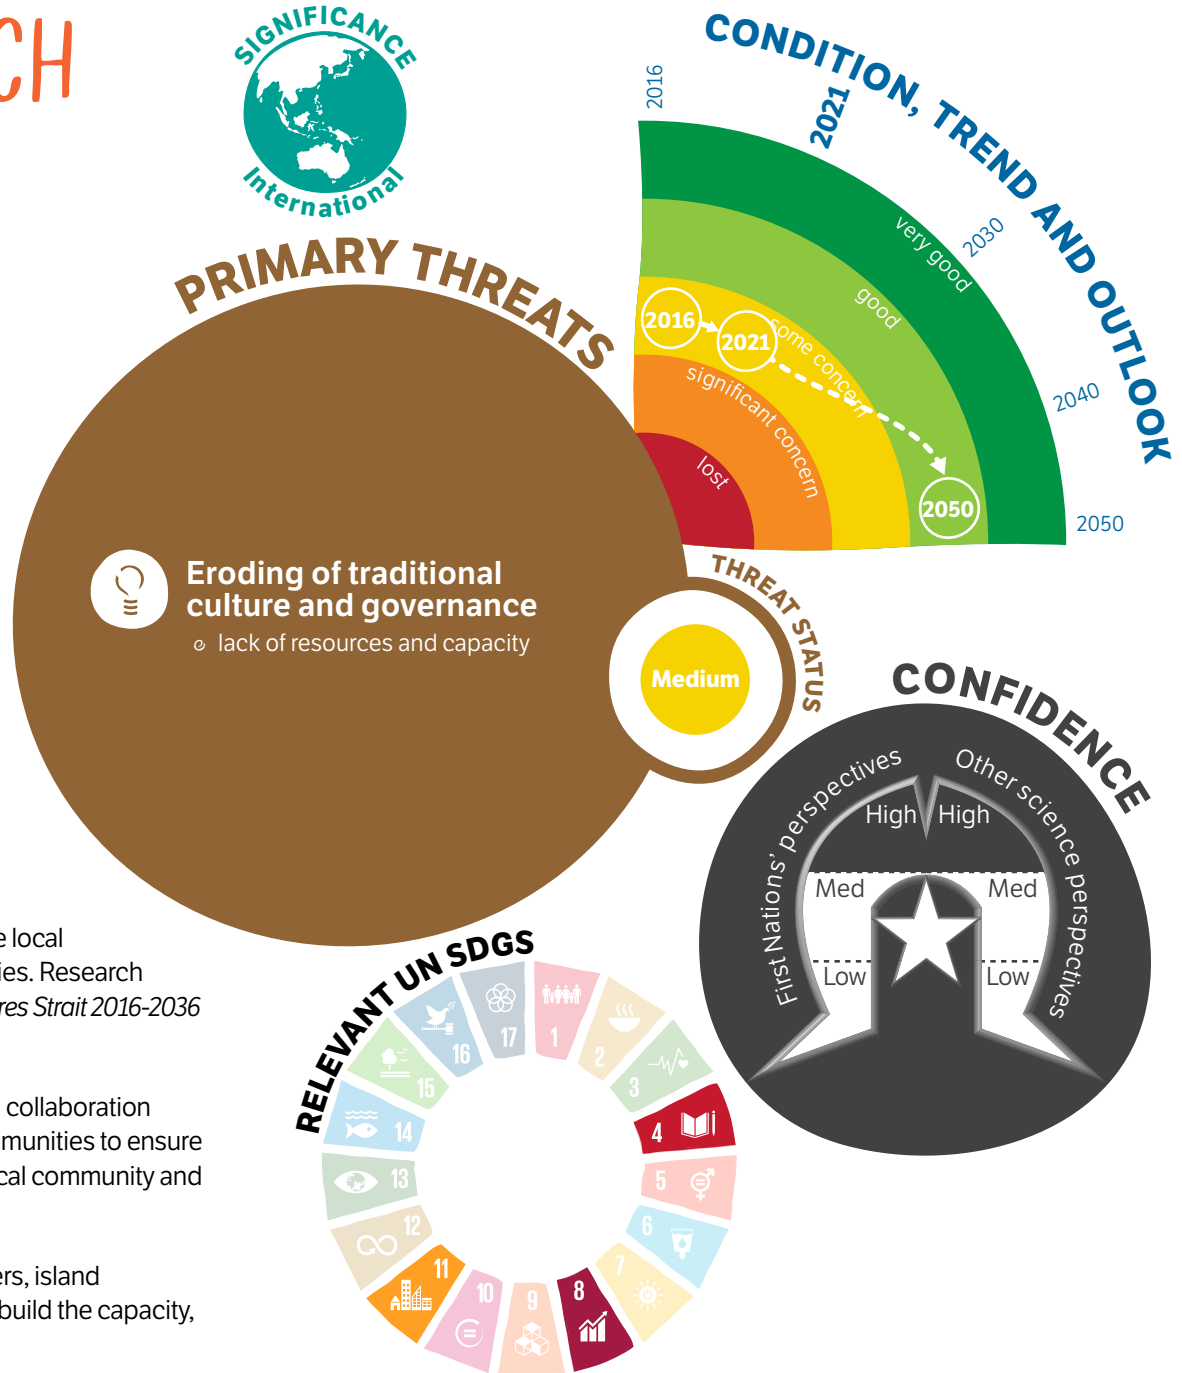 CH
SIGNIFICANCE
International
CONDITION, TREND AND OUTLOOK
2016
2021
2030
2040
2050
very good
good
some concern
significant concern
lost
2016
2021
2050
PRIMARY THREATS
Eroding of traditional
culture and governance
lack of resources and capacity
THREAT STATUS
Medium
CONFIDENCE
First Nations’ perspectives
Other science perspectives
High
High
Med
Med
Low
Low
e local
ies. Research
res Strait 2016-2036
collaboration
munities to ensure
cal community and
ers, island
build the capacity,
RELEVANT UN SDGS
1
2
3
4
5
6
7
8
9
10
11
12
13
14
15
16
17